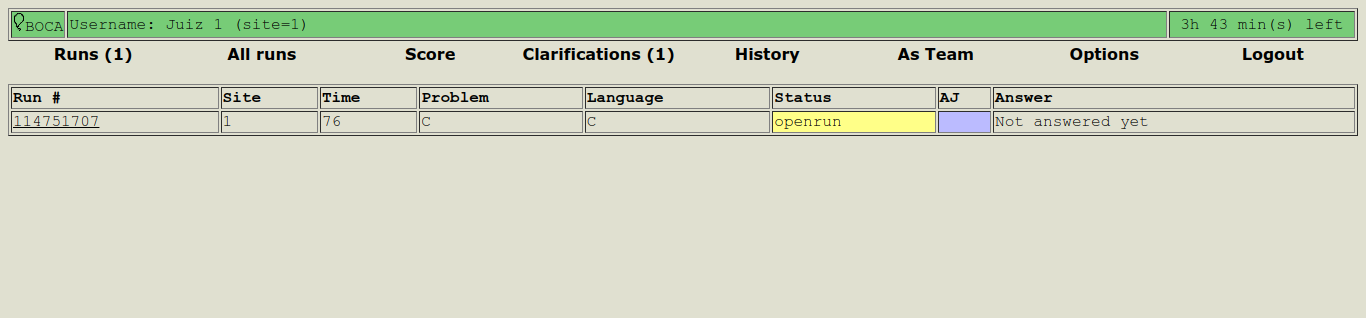 BOCA Username: Juiz 1 (site=1) 3h 43 min(s) left
Runs (1) All runs Score Clarifications (1) History As Team Options Logout
Run # Site Time Problem Language Status AJ Answer
114751707 1 76 C C openrun Not answered yet